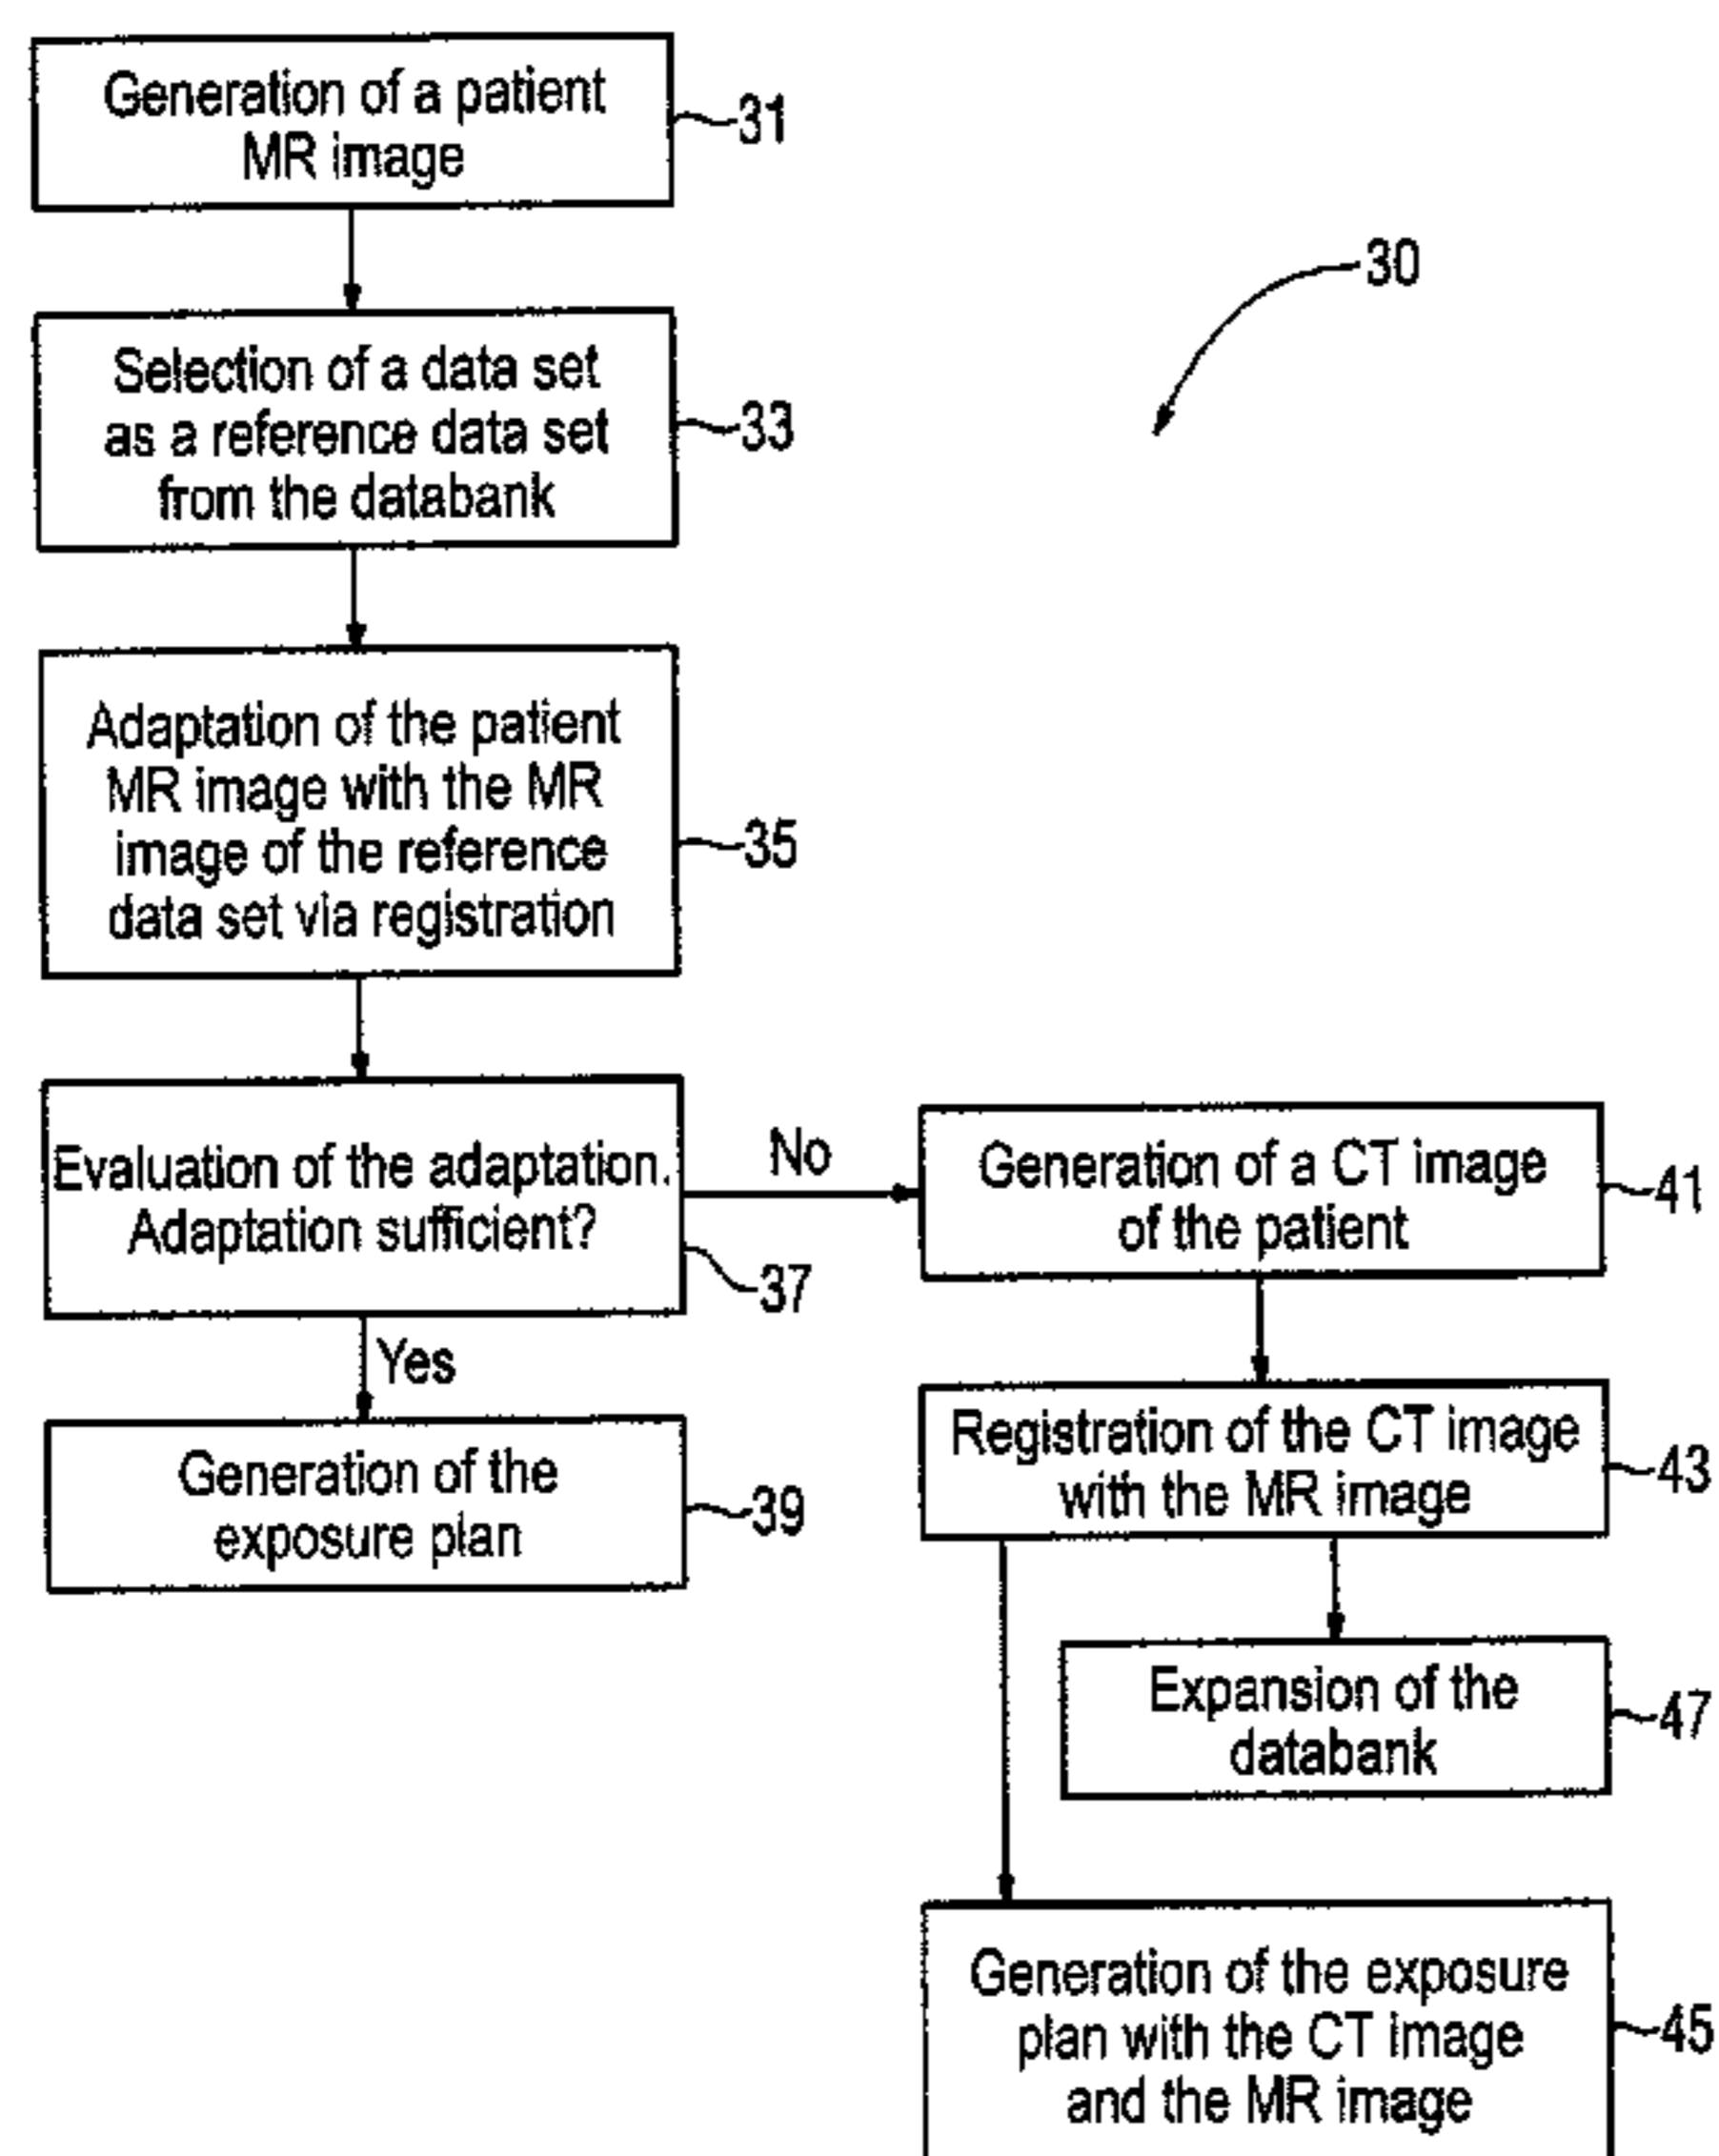 Generation of a patient
MR image
31
30
Selection of a data set
as a reference data set
from the databank
33
Adaptation of the patient
MR image with the MR
image of the reference
data set via registration
35
Evaluation of the adaptation.
Adaptation sufficient?
37
No
Generation of a CT image
of the patient
41
Yes
Generation of the
exposure plan
39
Registration of the CT image
with the MR image
43
Expansion of the
databank
47
Generation of the exposure
plan with the CT image
and the MR image
45